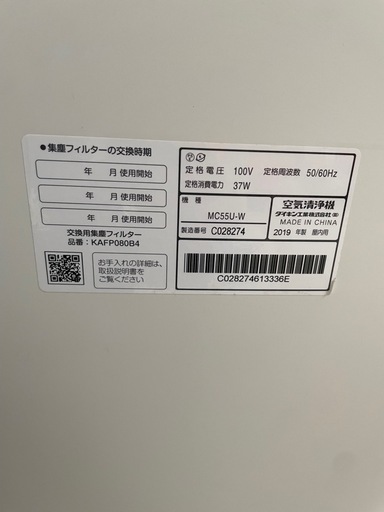 ●集塵フィルターの交換時期
年 月 使用開始
年 月 使用開始
年 月 使用開始
交換用集塵フィルター
品番：KAFP080B4
お手入れの詳細は、
取扱説明書を
ご覧ください
定格電圧 100V 定格周波数 50/60Hz
定格消費電力 37W
機種 MC55U-W
製造番号 C028274
空気清浄機
ダイキン工業株式会社
MADE IN CHINA
2019 年製 屋内用
C028274613336E